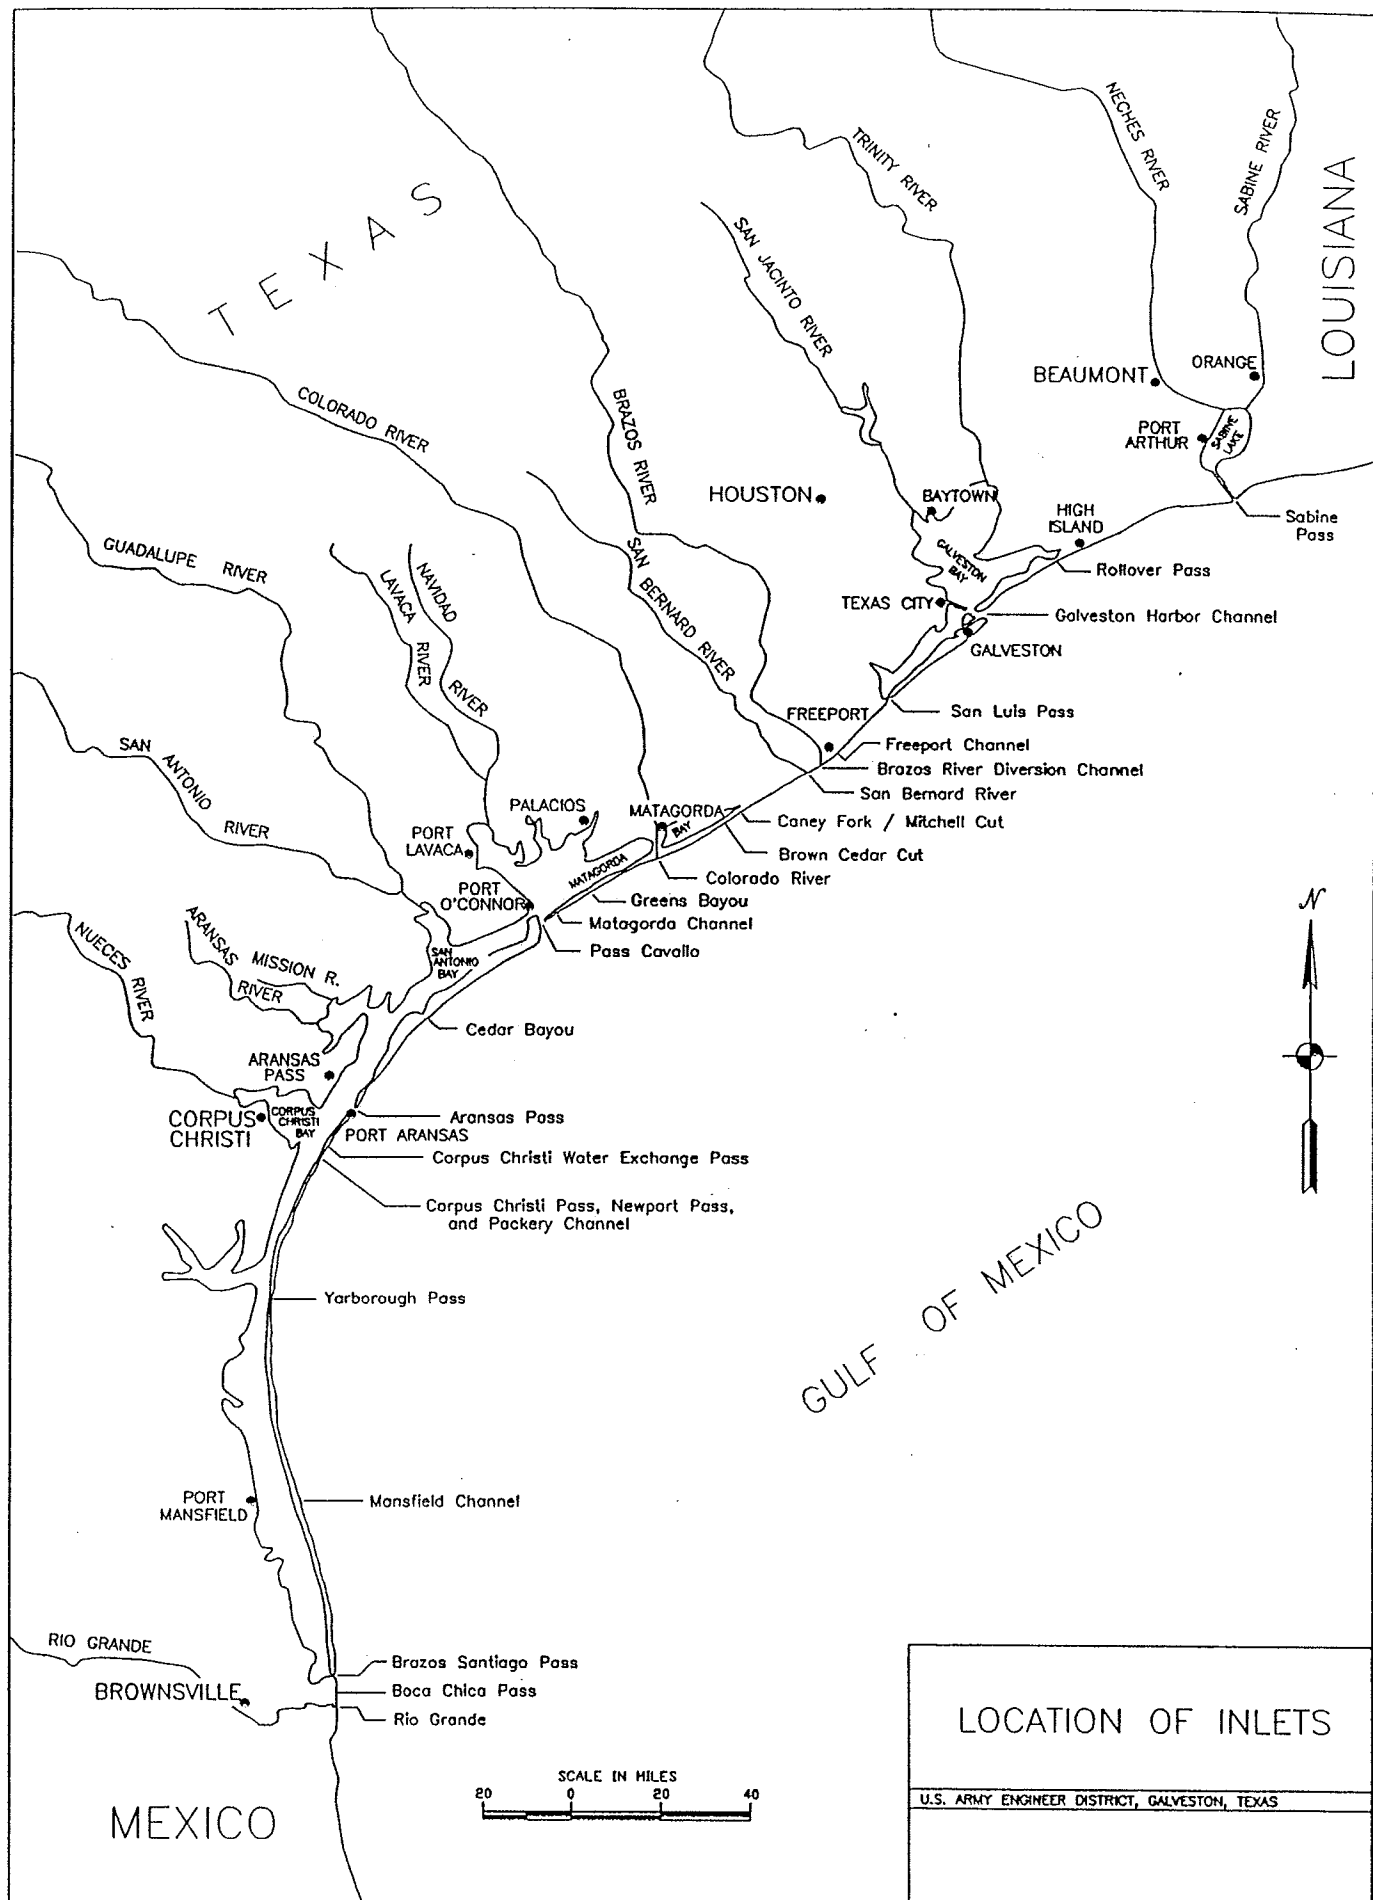 TEXAS
LOUISIANA
NECHES RIVER
SABINE RIVER
TRINITY RIVER
SAN JACINTO RIVER
BEAUMONT
ORANGE
PORT
ARTHUR
SABINE
LAKE
COLORADO RIVER
BRAZOS RIVER
HOUSTON
BAYTOWN
HIGH
ISLAND
Sabine
Pass
GUADALUPE RIVER
LAVACA RIVER
NAVIDAD RIVER
SAN BERNARD RIVER
GALVESTON
BAY
Rollover Pass
TEXAS CITY
Galveston Harbor Channel
GALVESTON
San Luis Pass
FREEPORT
Freeport Channel
Brazos River Diversion Channel
San Bernard River
SAN ANTONIO RIVER
PALACIOS
MATAGORDA
BAY
Caney Fork / Mitchell Cut
PORT
LAVACA
Brown Cedar Cut
MATAGORDA
Colorado River
PORT
O'CONNOR
Greens Bayou
Matagorda Channel
Pass Cavallo
NUECES RIVER
ARANSAS RIVER
MISSION R.
SAN
ANTONIO
BAY
N
Cedar Bayou
ARANSAS
PASS
CORPUS
CHRISTI
CORPUS
CHRISTI
BAY
Aransas Pass
PORT ARANSAS
Corpus Christi Water Exchange Pass
Corpus Christi Pass, Newport Pass,
and Packery Channel
GULF OF MEXICO
Yarborough Pass
PORT
MANSFIELD
Mansfield Channel
RIO GRANDE
Brazos Santiago Pass
BROWNSVILLE
Boca Chica Pass
Rio Grande
MEXICO
SCALE IN MILES
20 0 20 40
LOCATION OF INLETS
U.S. ARMY ENGINEER DISTRICT, GALVESTON, TEXAS